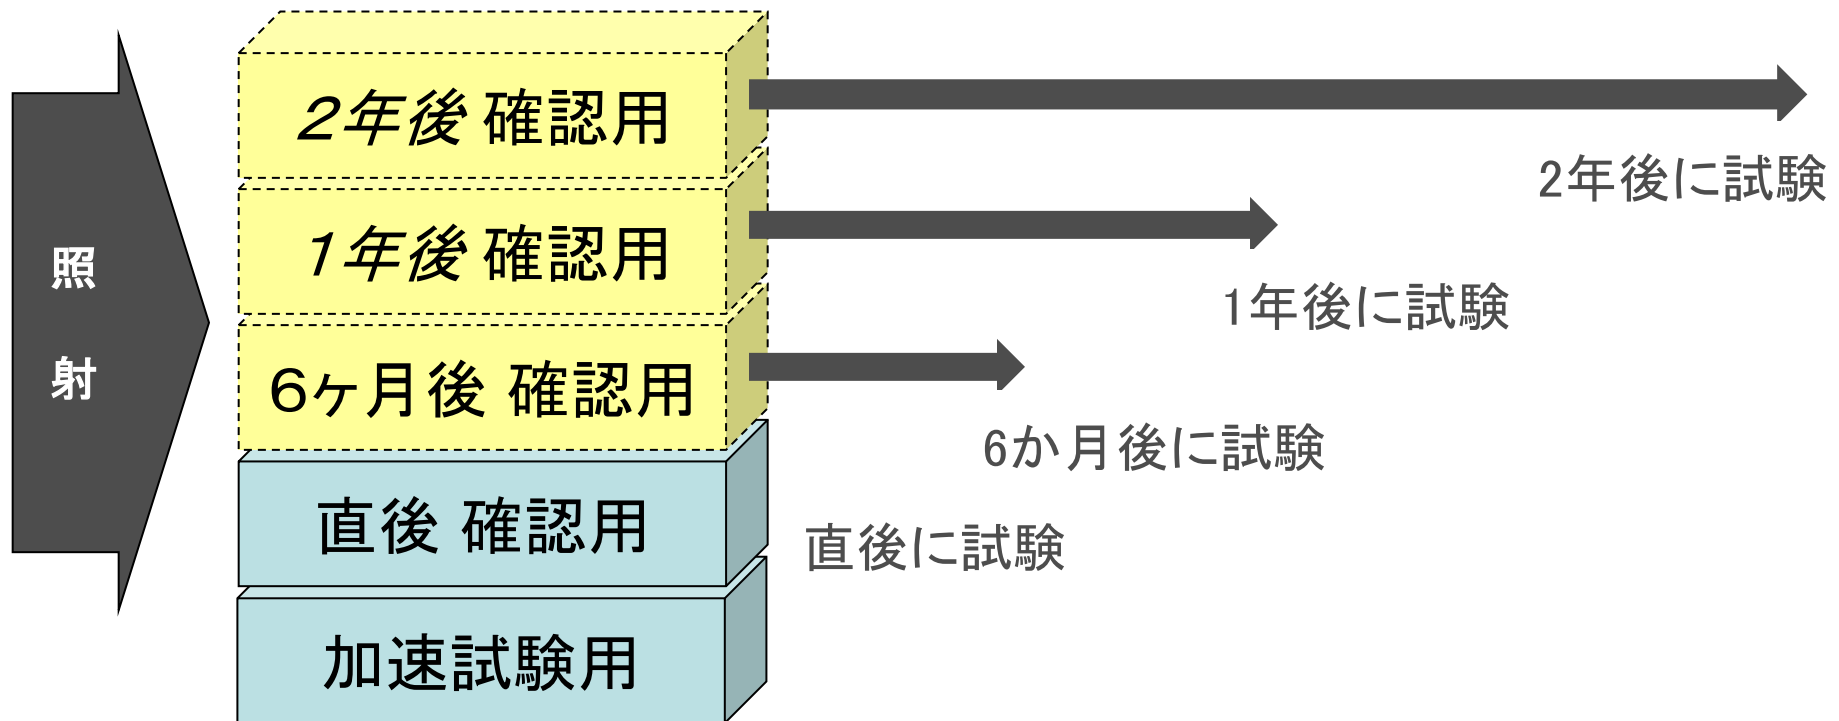 照
射
2年後 確認用
2年後に試験
1年後 確認用
1年後に試験
6ヶ月後 確認用
6か月後に試験
直後 確認用
直後に試験
加速試験用